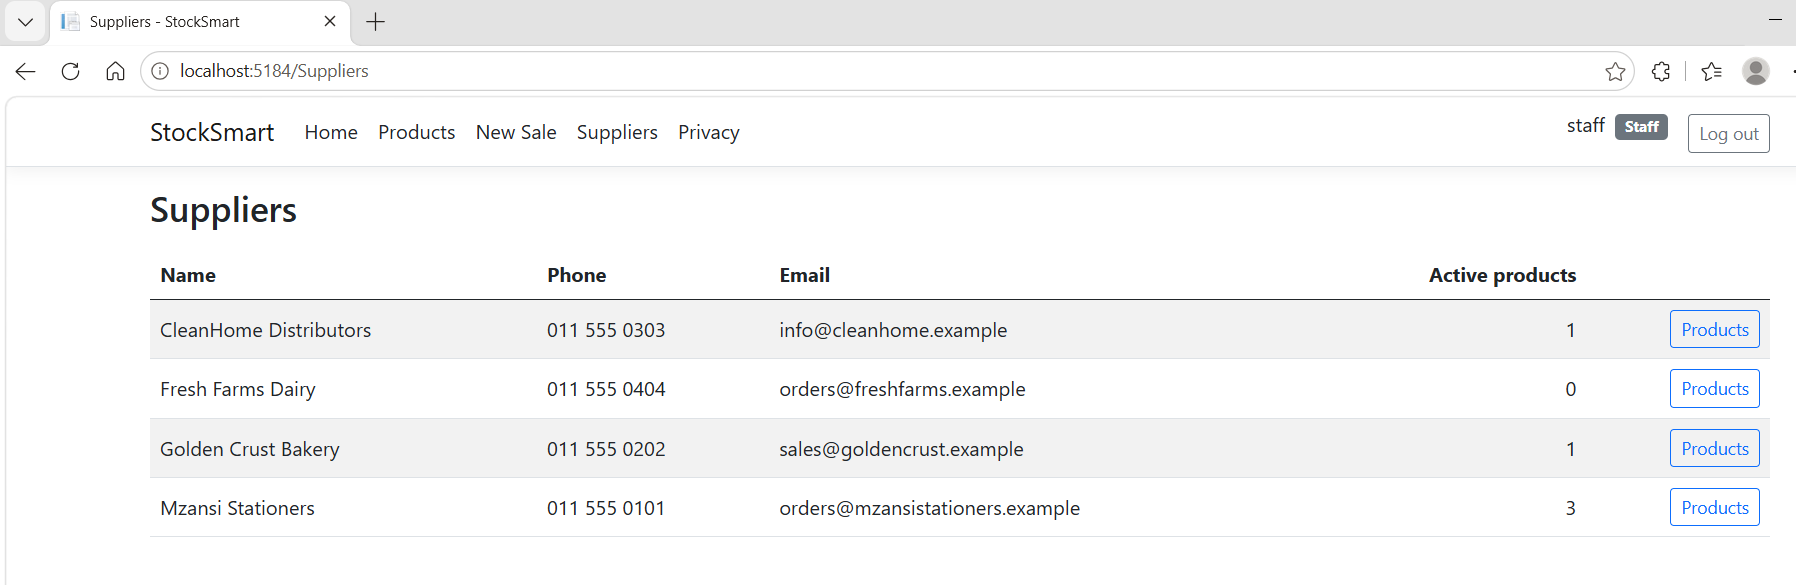 Suppliers - StockSmart
localhost:5184/Suppliers
StockSmart Home Products New Sale Suppliers Privacy staff Staff Log out
Suppliers
Name Phone Email Active products
CleanHome Distributors 011 555 0303 info@cleanhome.example 1 Products
Fresh Farms Dairy 011 555 0404 orders@freshfarms.example 0 Products
Golden Crust Bakery 011 555 0202 sales@goldencrust.example 1 Products
Mzansi Stationers 011 555 0101 orders@mzansistationers.example 3 Products